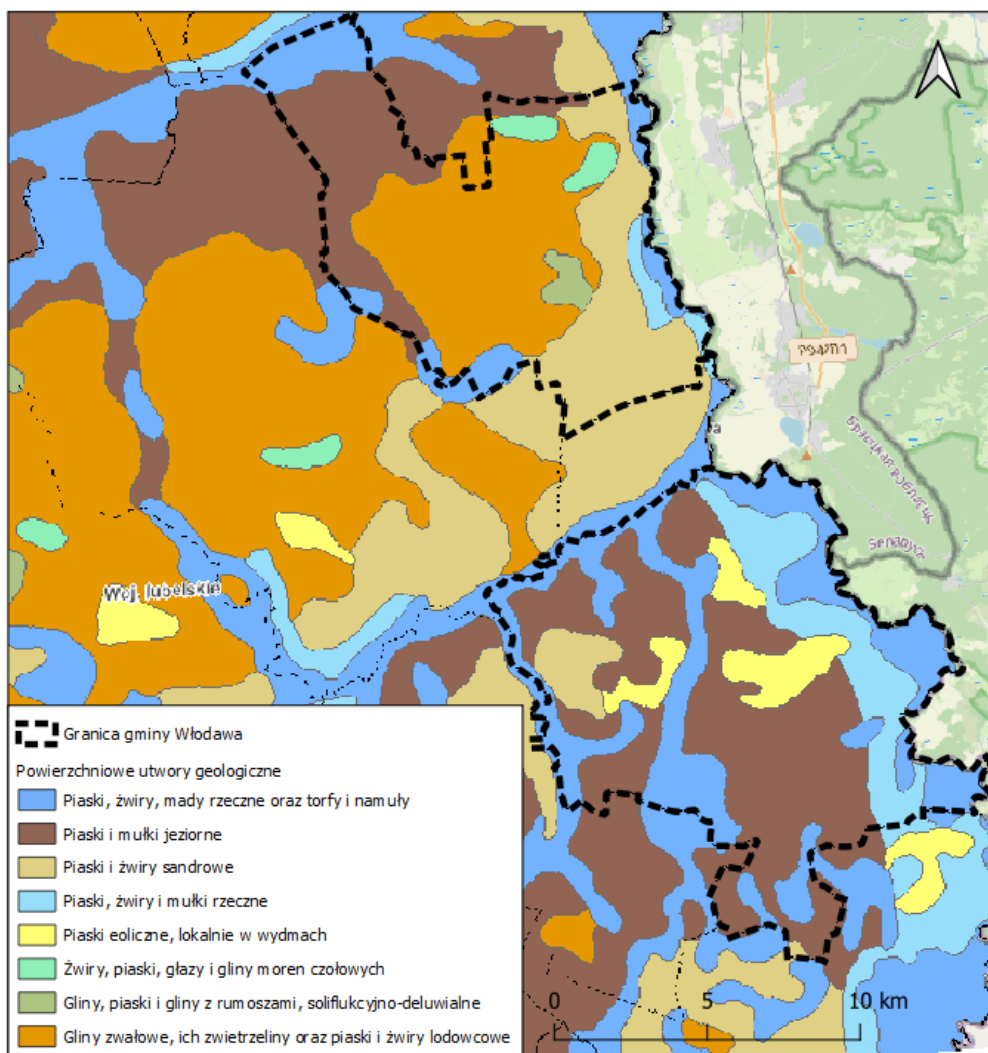 Woj. lubelskie
Granica gminy Włodawa
Powierzchniowe utwory geologiczne
Piaski, żwiry, mady rzeczne oraz torfy i namuły
Piaski i mułki jeziorne
Piaski i żwiry sandrowe
Piaski, żwiry i mułki rzeczne
Piaski eoliczne, lokalnie w wydmach
Żwiry, piaski, głazy i gliny moren czołowych
Gliny, piaski i gliny z rumoszami, soliflukcyjno-deluwialne
Gliny zwałowe, ich zwietrzeliny oraz piaski i żwiry lodowcowe
0 5 10 km